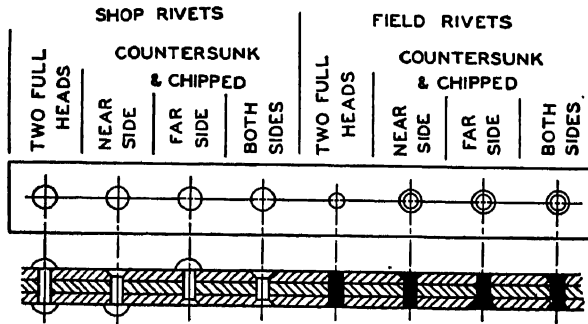 SHOP RIVETS
FIELD RIVETS
COUNTERSUNK
& CHIPPED
COUNTERSUNK
& CHIPPED
TWO FULL
HEADS
NEAR
SIDE
FAR
SIDE
BOTH
SIDES
TWO FULL
HEADS
NEAR
SIDE
FAR
SIDE
BOTH
SIDES.